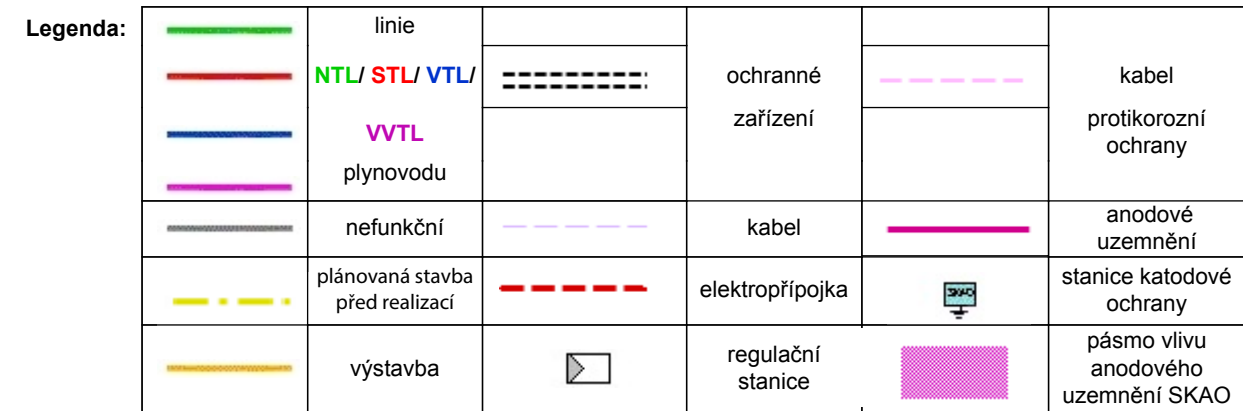 Legenda:
linie
NTL/ STL/ VTL/
VVTL
plynovodu
ochranné
zařízení
kabel
protikorozní
ochrany
nefunkční
kabel
anodové
uzemnění
plánovaná stavba
před realizací
elektropřípojka
SKAO
stanice katodové
ochrany
výstavba
regulační
stanice
pásmo vlivu
anodového
uzemnění SKAO